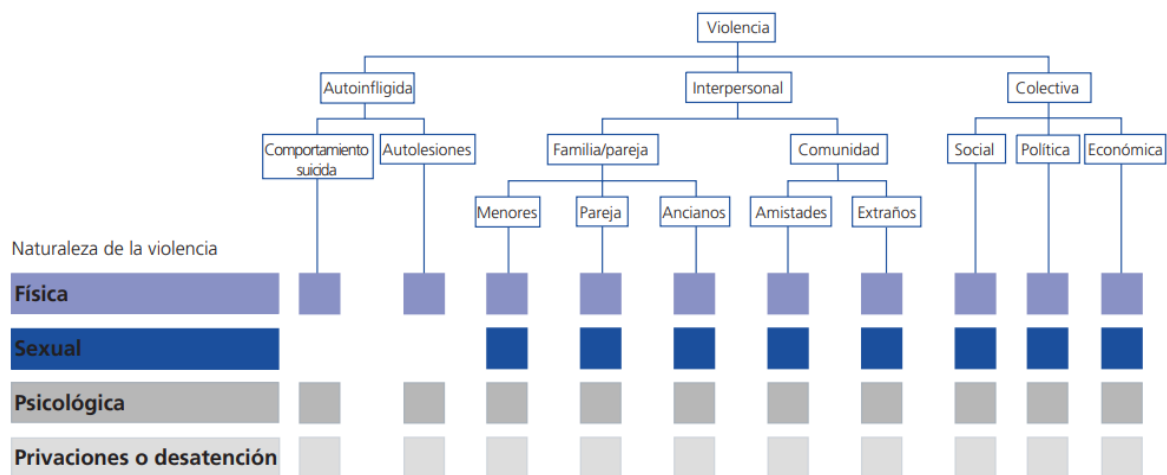 Violencia
Autoinfligida
Interpersonal
Colectiva
Comportamiento
suicida
Autolesiones
Familia/pareja
Comunidad
Social
Política
Económica
Menores
Pareja
Ancianos
Amistades
Extraños
Naturaleza de la violencia
Física
Sexual
Psicológica
Privaciones o desatención